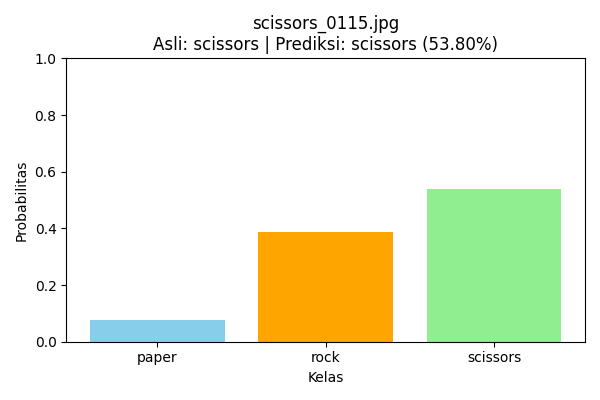 scissors_0115.jpg
Asli: scissors | Prediksi: scissors (53.80%)
1.0
0.8
0.6
0.4
0.2
0.0
Probabilitas
paper rock scissors
Kelas